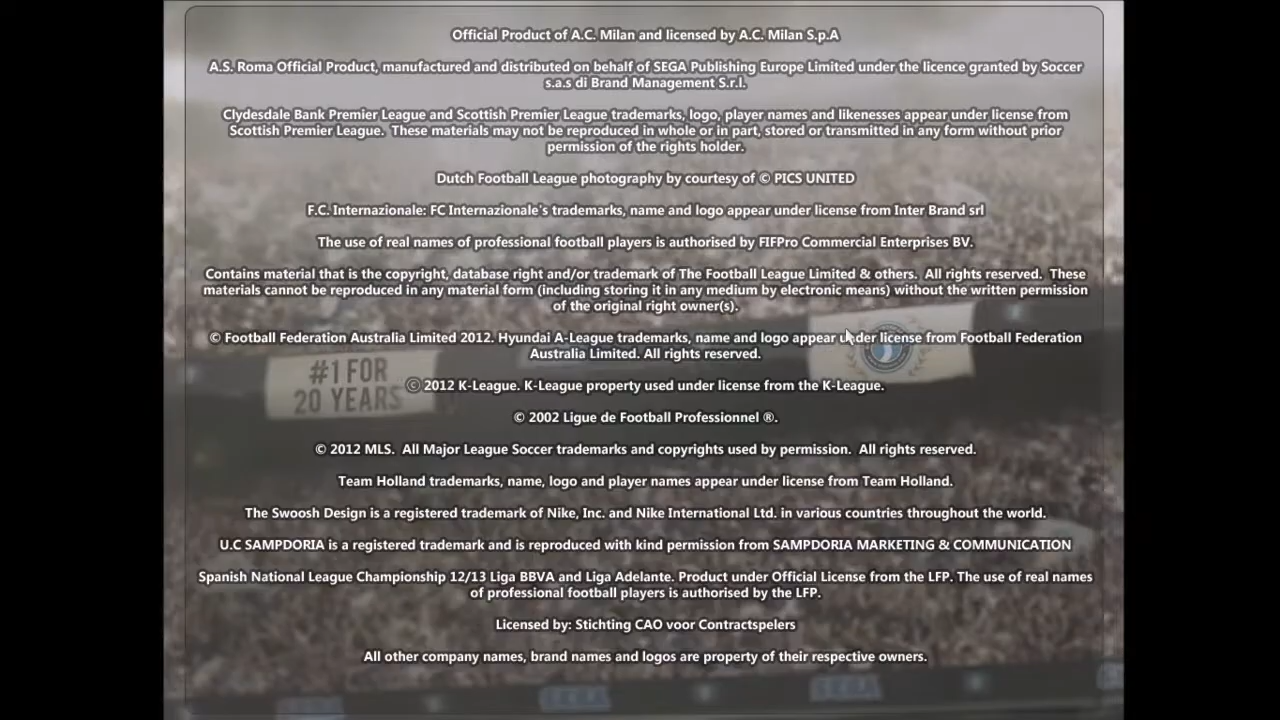 Official Product of A.C. Milan and licensed by A.C. Milan S.p.A
A.S. Roma Official Product, manufactured and distributed on behalf of SEGA Publishing Europe Limited under the licence granted by Soccer
s.a.s di Brand Management S.r.l.
Clydesdale Bank Premier League and Scottish Premier League trademarks, logo, player names and likenesses appear under license from
Scottish Premier League.  These materials may not be reproduced in whole or in part, stored or transmitted in any form without prior
permission of the rights holder.
Dutch Football League photography by courtesy of © PICS UNITED
F.C. Internazionale: FC Internazionale's trademarks, name and logo appear under license from Inter Brand srl
The use of real names of professional football players is authorised by FIFPro Commercial Enterprises BV.
Contains material that is the copyright, database right and/or trademark of The Football League Limited & others.  All rights reserved.  These
materials cannot be reproduced in any material form (including storing it in any medium by electronic means) without the written permission
of the original right owner(s).
© Football Federation Australia Limited 2012. Hyundai A-League trademarks, name and logo appear under license from Football Federation
Australia Limited. All rights reserved.
#1 FOR
20 YEARS
© 2012 K-League. K-League property used under license from the K-League.
© 2002 Ligue de Football Professionnel ®.
© 2012 MLS.  All Major League Soccer trademarks and copyrights used by permission.  All rights reserved.
Team Holland trademarks, name, logo and player names appear under license from Team Holland.
The Swoosh Design is a registered trademark of Nike, Inc. and Nike International Ltd. in various countries throughout the world.
U.C SAMPDORIA is a registered trademark and is reproduced with kind permission from SAMPDORIA MARKETING & COMMUNICATION
Spanish National League Championship 12/13 Liga BBVA and Liga Adelante. Product under Official License from the LFP. The use of real names
of professional football players is authorised by the LFP.
Licensed by: Stichting CAO voor Contractspelers
All other company names, brand names and logos are property of their respective owners.
SEGA SEGA SEGA